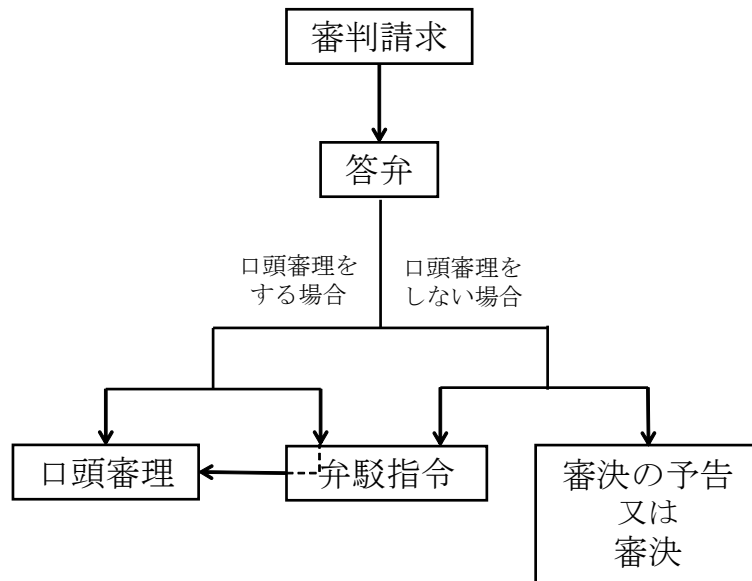 審判請求
答弁
口頭審理を
する場合
口頭審理を
しない場合
口頭審理
弁駁指令
審決の予告
又は
審決